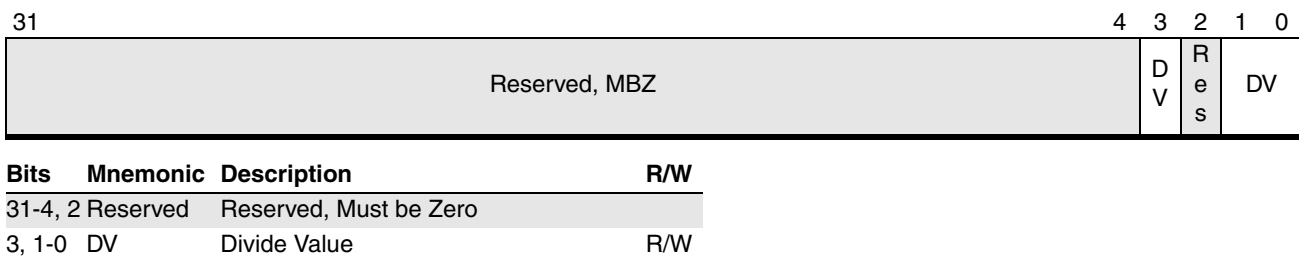 31 4 3 2 1 0
Reserved, MBZ
D
V
R
e
s
DV
Bits Mnemonic Description R/W
31-4, 2 Reserved Reserved, Must be Zero
3, 1-0 DV Divide Value R/W